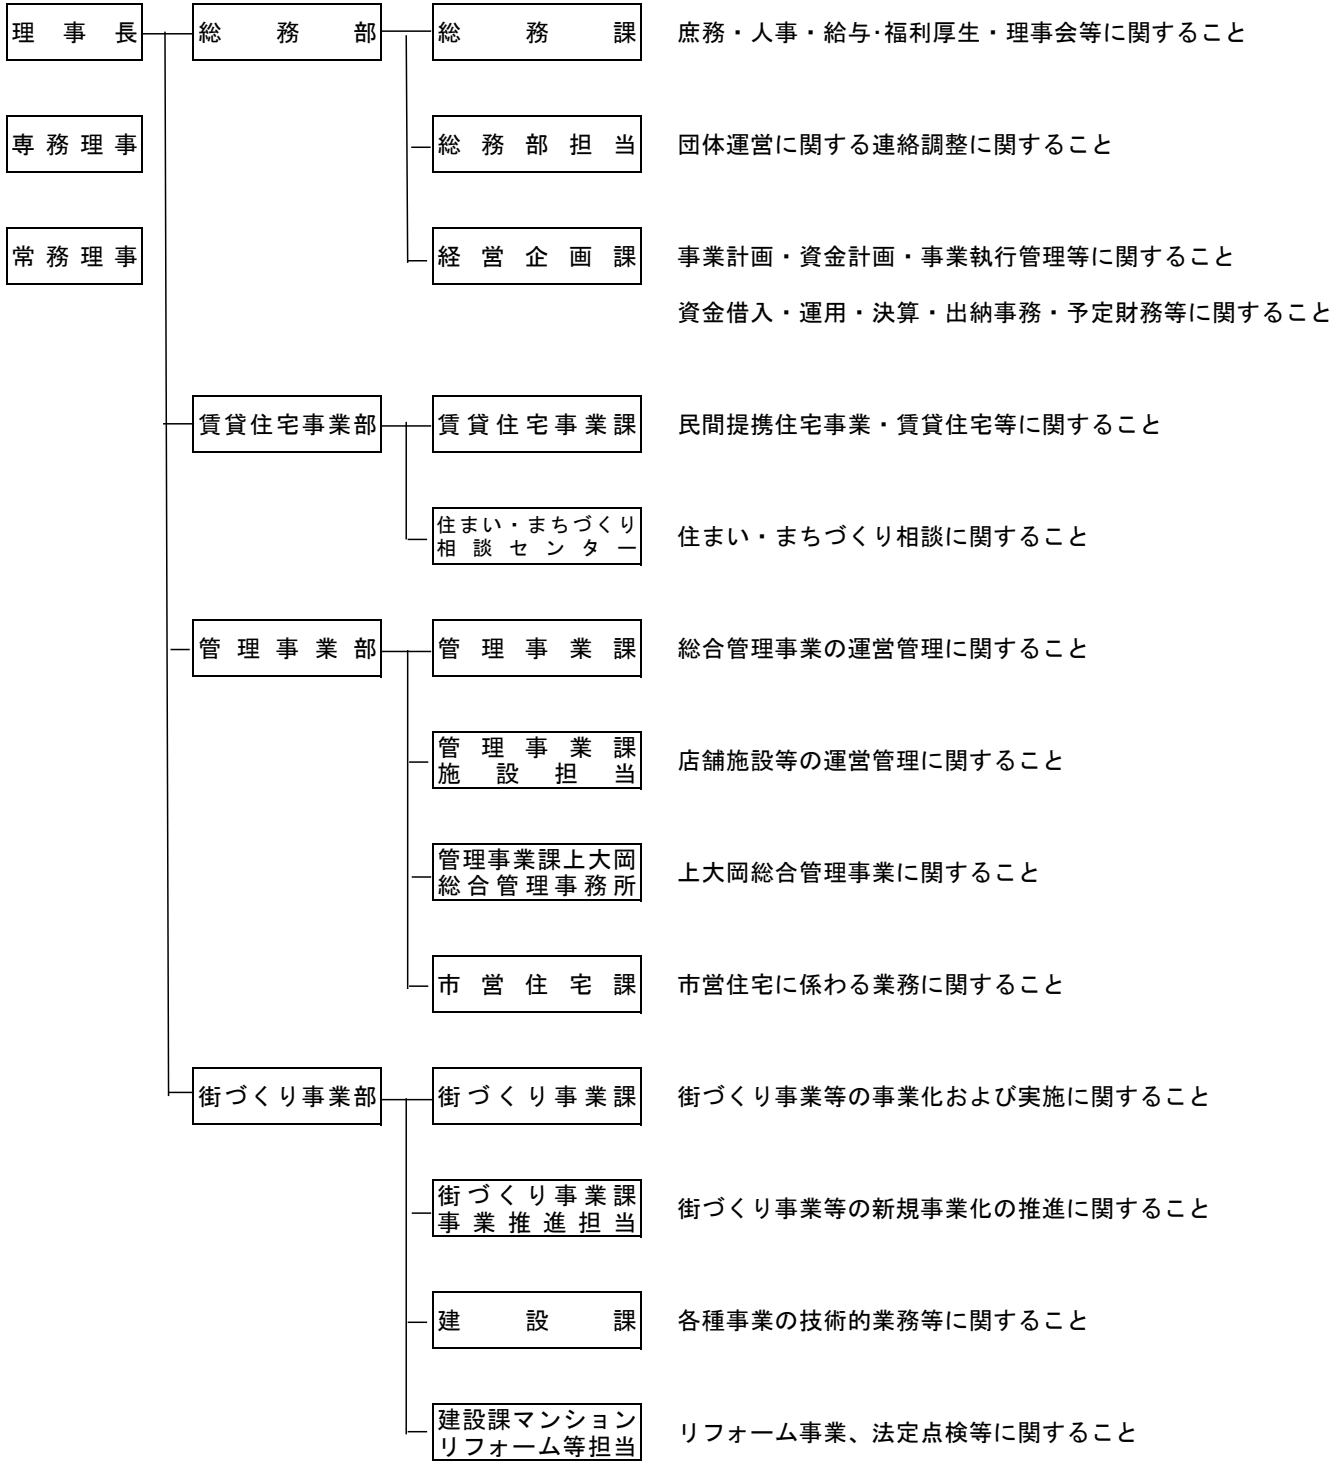 理事長 総務部 総務課 庶務・人事・給与･福利厚生・理事会等に関すること
専務理事 総務部担当 団体運営に関する連絡調整に関すること
常務理事 経営企画課 事業計画・資金計画・事業執行管理等に関すること
資金借入・運用・決算・出納事務・予定財務等に関すること
賃貸住宅事業部 賃貸住宅事業課 民間提携住宅事業・賃貸住宅等に関すること
住まい・まちづくり
相談センター 住まい・まちづくり相談に関すること
管理事業部 管理事業課 総合管理事業の運営管理に関すること
管理事業課
施設担当 店舗施設等の運営管理に関すること
管理事業課上大岡
総合管理事務所 上大岡総合管理事業に関すること
市営住宅課 市営住宅に係わる業務に関すること
街づくり事業部 街づくり事業課 街づくり事業等の事業化および実施に関すること
街づくり事業課
事業推進担当 街づくり事業等の新規事業化の推進に関すること
建設課 各種事業の技術的業務等に関すること
建設課マンション
リフォーム等担当 リフォーム事業、法定点検等に関すること